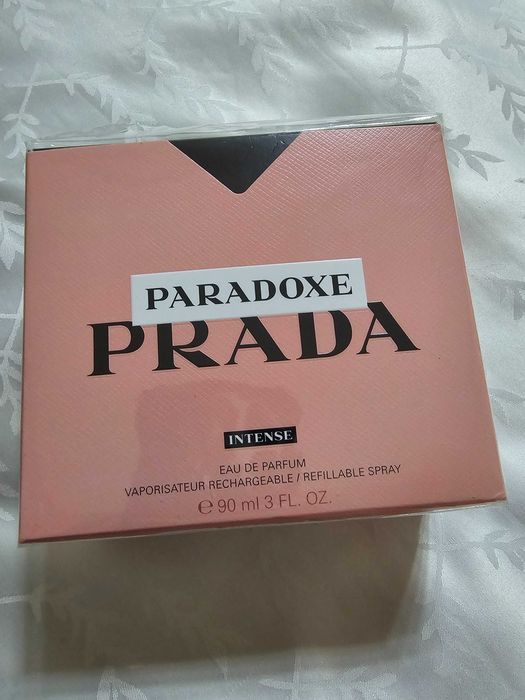 PARADOXE
PRADA
INTENSE
EAU DE PARFUM
VAPORISATEUR RECHARGEABLE / REFILLABLE SPRAY
℮ 90 ml 3 FL. OZ.